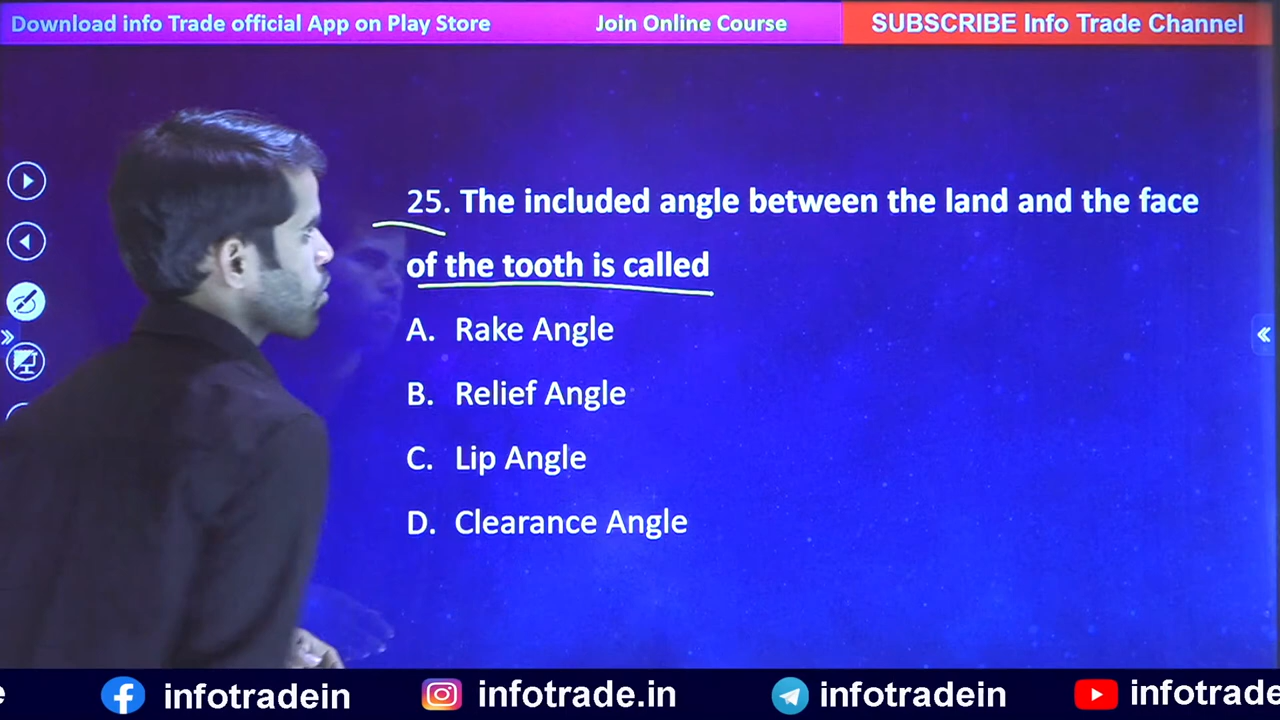 Download info Trade official App on Play Store
Join Online Course
SUBSCRIBE Info Trade Channel
25. The included angle between the land and the face
of the tooth is called
A. Rake Angle
B. Relief Angle
C. Lip Angle
D. Clearance Angle
infotradein
infotrade.in
infotradein
infotrade